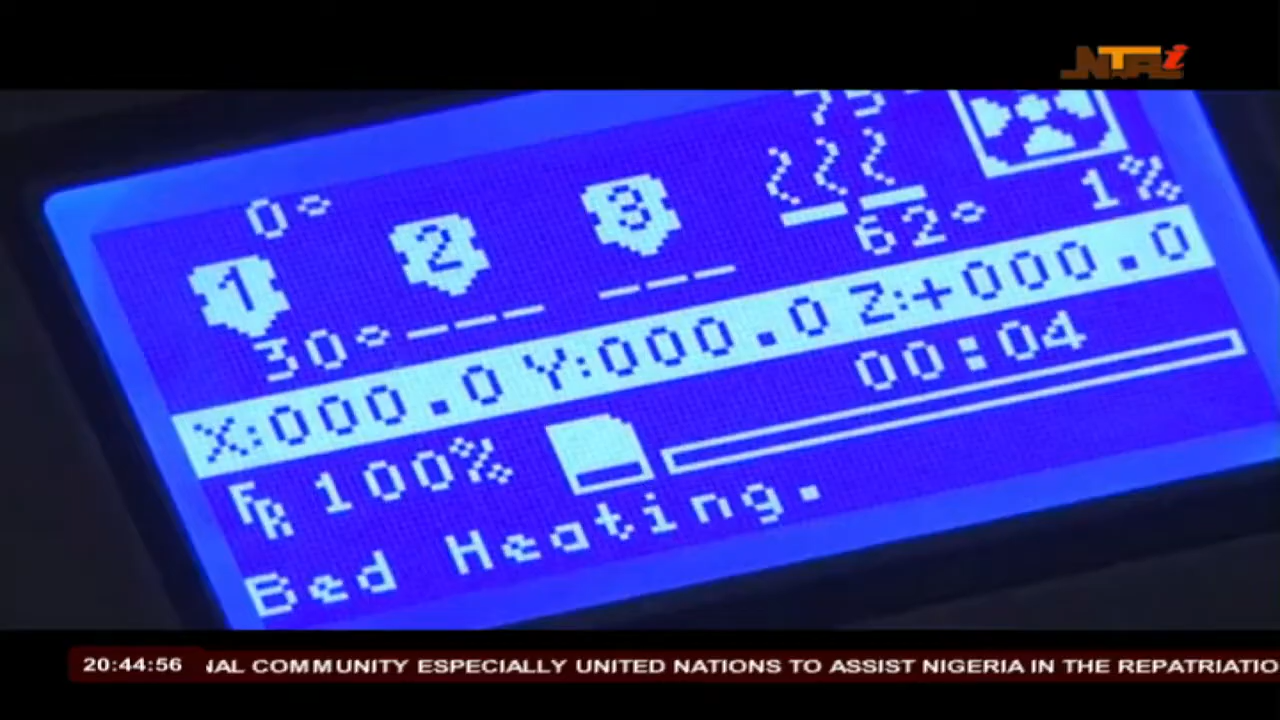 NTAi
75°
0°
1 2 3
62° 1%
30° --- ---
X:000.0 Y:000.0 Z:+000.0
FR 100% 00:04
Bed Heating.
20:44:56 NAL COMMUNITY ESPECIALLY UNITED NATIONS TO ASSIST NIGERIA IN THE REPATRIATIO